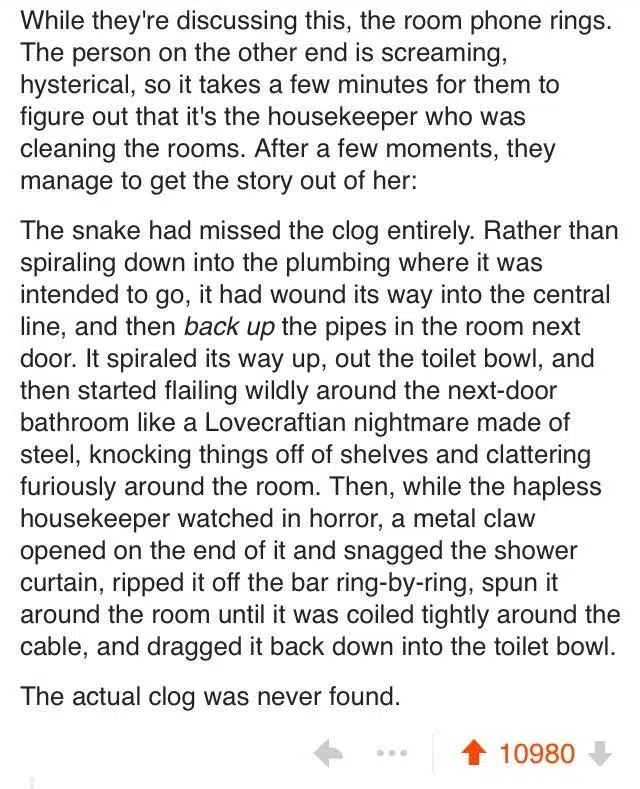 While they're discussing this, the room phone rings.
The person on the other end is screaming,
hysterical, so it takes a few minutes for them to
figure out that it's the housekeeper who was
cleaning the rooms. After a few moments, they
manage to get the story out of her:
The snake had missed the clog entirely. Rather than
spiraling down into the plumbing where it was
intended to go, it had wound its way into the central
line, and then back up the pipes in the room next
door. It spiraled its way up, out the toilet bowl, and
then started flailing wildly around the next-door
bathroom like a Lovecraftian nightmare made of
steel, knocking things off of shelves and clattering
furiously around the room. Then, while the hapless
housekeeper watched in horror, a metal claw
opened on the end of it and snagged the shower
curtain, ripped it off the bar ring-by-ring, spun it
around the room until it was coiled tightly around the
cable, and dragged it back down into the toilet bowl.
The actual clog was never found.
10980